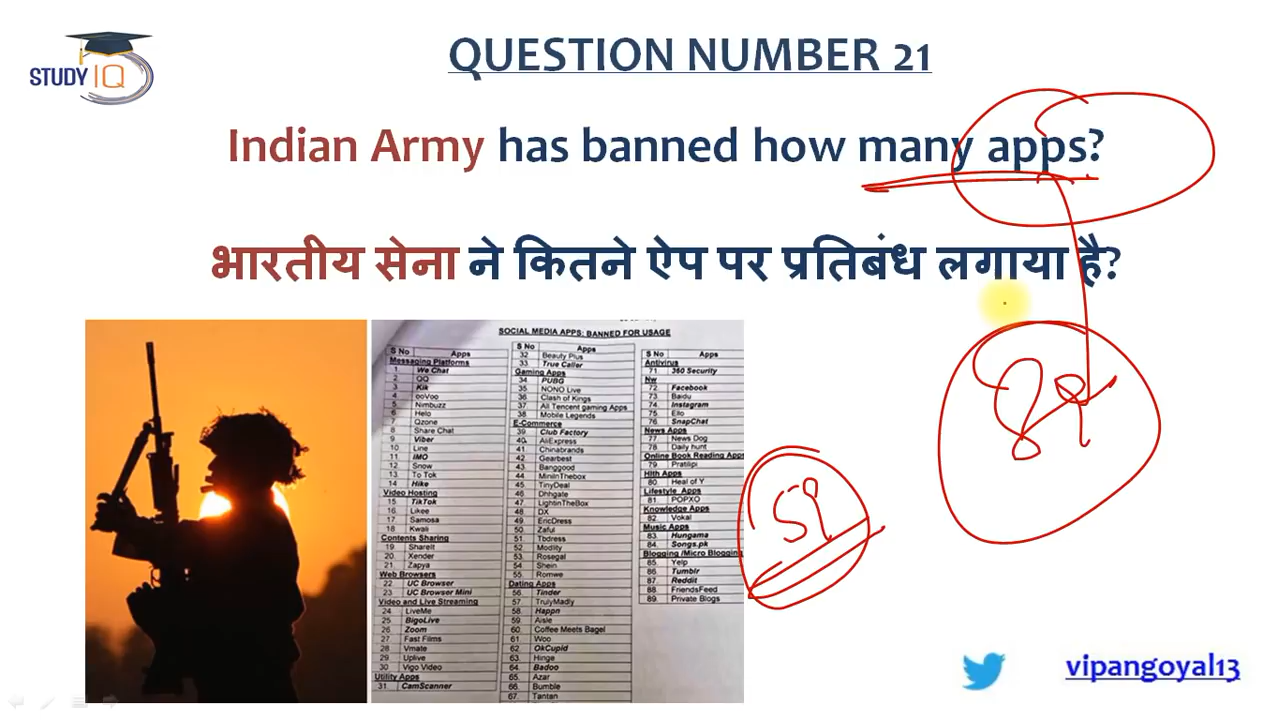 STUDY IQ
QUESTION NUMBER 21
Indian Army has banned how many apps?
भारतीय सेना ने कितने ऐप पर प्रतिबंध लगाया है?
SOCIAL MEDIA APPS: BANNED FOR USAGE
S No Apps
Messaging Platforms
1. We Chat
2 QQ
3 Kik
4 ooVoo
5 Nimbuzz
6 Helo
7 Qzone
8 Share Chat
9 Viber
10 Line
11 IMO
12 Snow
13 To Tok
14 Hike
Video Hosting
15 TikTok
16. Likee
17. Samosa
18 Kwali
Contents Sharing
19. ShareIt
20. Xender
21. Zapya
Web Browsers
22 UC Browser
23 UC Browser Mini
Video and Live Streaming
24 LiveMe
25 BigoLive
26 Zoom
27 Fast Films
28 Vmate
29 Uplive
30 Vigo Video
Utility Apps
31. CamScanner
S No Apps
32 Beauty Plus
33 True Caller
Gaming Apps
34 PUBG
35 NONO Live
36 Clash of Kings
37 All Tencent gaming Apps
38 Mobile Legends
E-Commerce
39. Club Factory
40. AliExpress
41. Chinabrands
42 Gearbest
43 Banggood
44 MiniInTheBox
45 TinyDeal
46 Dhhgate
47 LightinTheBox
48 DX
49. EricDress
50. Zaful
51. Tbdress
52. Modlity
53. Rosegal
54 Shein
55. Romwe
Dating Apps
56. Tinder
57. TrulyMadly
58. Happn
59. Aisle
60. Coffee Meets Bagel
61. Woo
62. OkCupid
63. Hinge
64. Badoo
65. Azar
66. Bumble
67. Tantan
S No Apps
Antivirus
71. 360 Security
Nw
72. Facebook
73. Baidu
74. Instagram
75. Ello
76 SnapChat
News Apps
77 News Dog
78 Daily hunt
Online Book Reading Apps
79. Pratilipi
Hlth Apps
80. Heal of Y
Lifestyle Apps
81. POPXO
Knowledge Apps
82. Vokal
Music Apps
83. Hungama
84. Songs.pk
Blogging /Micro Blogging
85. Yelp
86. Tumblr
87. Reddit
88. FriendsFeed
89. Private Blogs
89
59
vipangoyal13